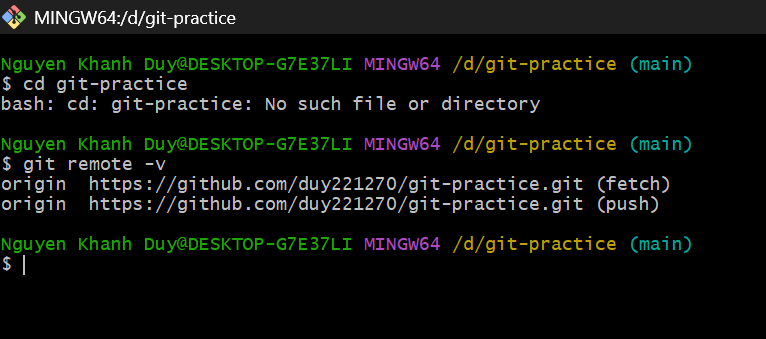 MINGW64:/d/git-practice
Nguyen Khanh Duy@DESKTOP-G7E37LI MINGW64 /d/git-practice (main)
$ cd git-practice
bash: cd: git-practice: No such file or directory
Nguyen Khanh Duy@DESKTOP-G7E37LI MINGW64 /d/git-practice (main)
$ git remote -v
origin  https://github.com/duy221270/git-practice.git (fetch)
origin  https://github.com/duy221270/git-practice.git (push)
Nguyen Khanh Duy@DESKTOP-G7E37LI MINGW64 /d/git-practice (main)
$